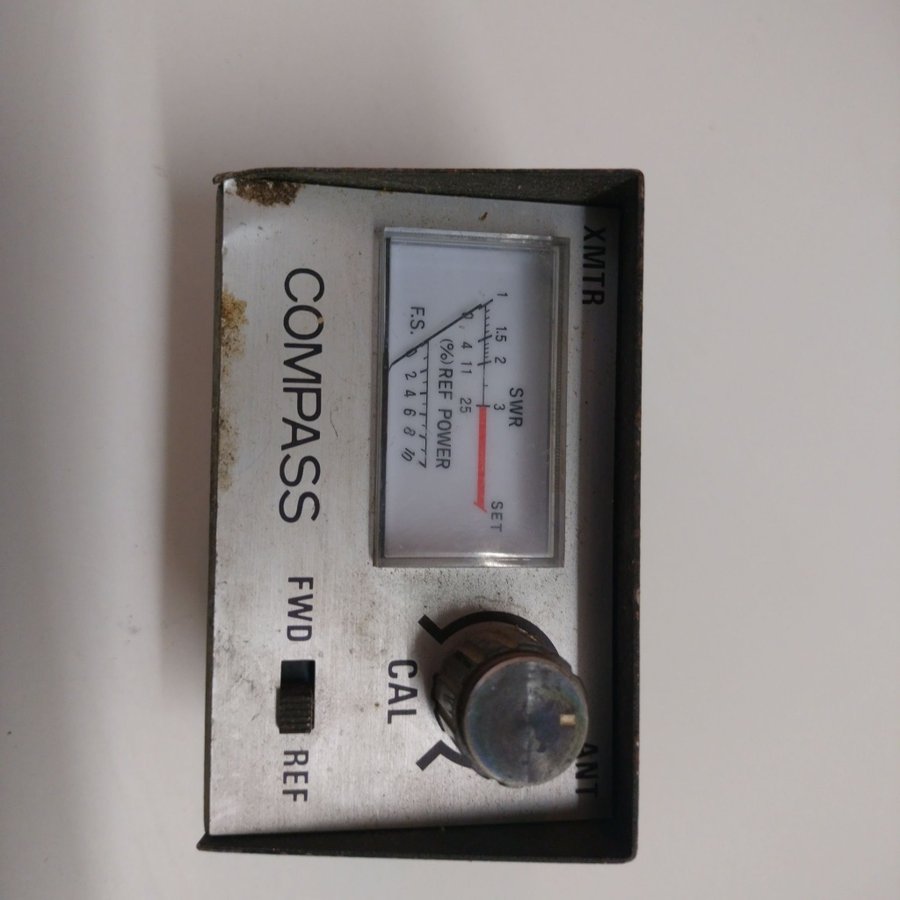 XMTR
ANT
SWR
1 1.5 2 3 SET
0 4 11 25
(%) REF POWER
F.S. 0 2 4 6 8 10
CAL
COMPASS
FWD
REF